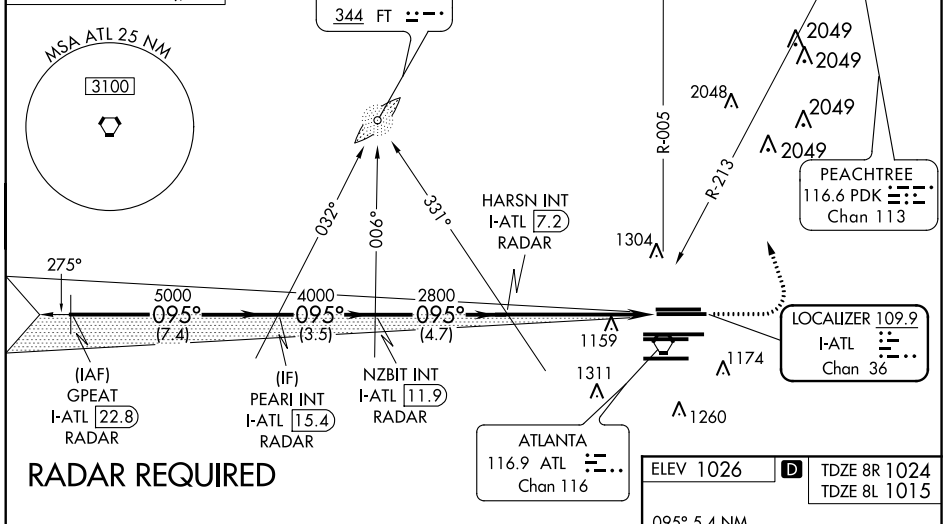 344 FT
MSA ATL 25 NM
3100
2049
2049
2048
2049
2049
R-005
R-213
PEACHTREE
116.6 PDK
Chan 113
HARSN INT
I-ATL 7.2
RADAR
032°
006°
331°
1304
275°
5000
095°
(7.4)
4000
095°
(3.5)
2800
095°
(4.7)
1159
LOCALIZER 109.9
I-ATL
Chan 36
(IAF)
GPEAT
I-ATL 22.8
RADAR
(IF)
PEARI INT
I-ATL 15.4
RADAR
NZBIT INT
I-ATL 11.9
RADAR
1311
1174
1260
ATLANTA
116.9 ATL
Chan 116
RADAR REQUIRED
ELEV 1026
D
TDZE 8R 1024
TDZE 8L 1015
095° 5.4 NM